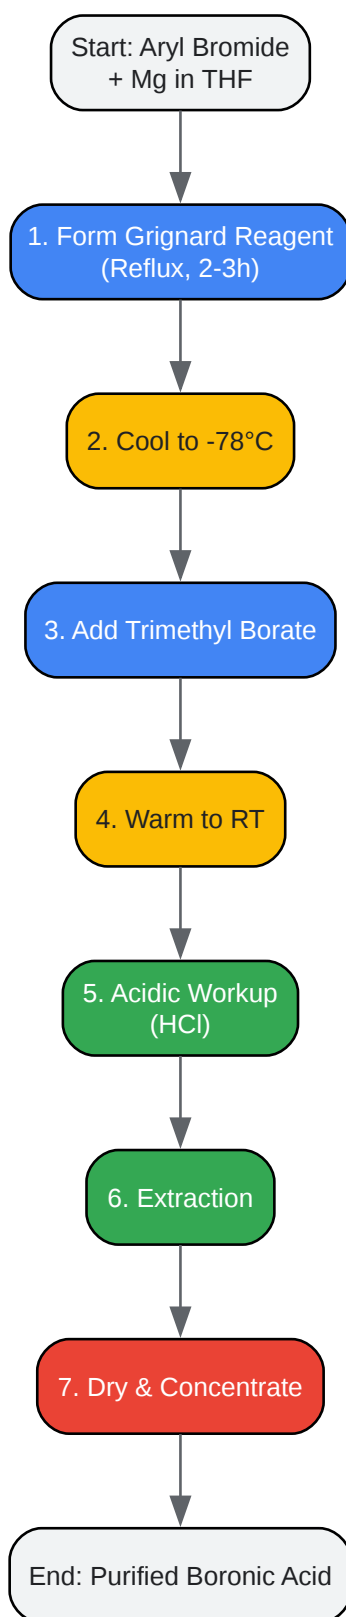 Start: Aryl Bromide
+ Mg in THF
1. Form Grignard Reagent
(Reflux, 2-3h)
2. Cool to -78°C
3. Add Trimethyl Borate
4. Warm to RT
5. Acidic Workup
(HCl)
6. Extraction
7. Dry & Concentrate
End: Purified Boronic Acid